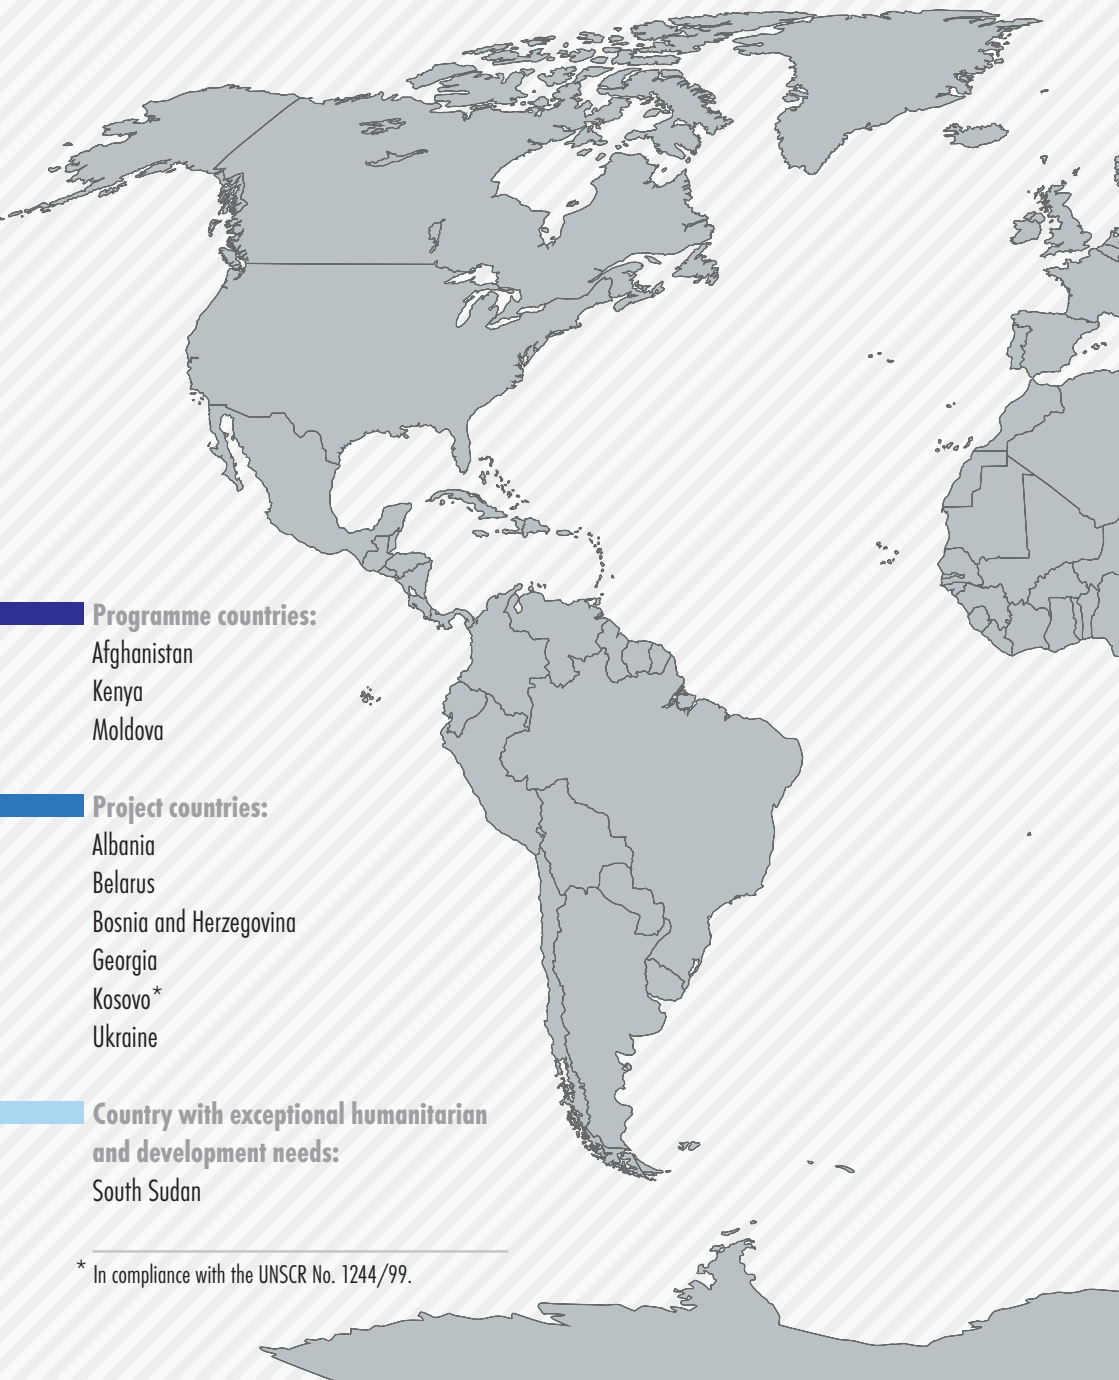 Programme countries:
Afghanistan
Kenya
Moldova
Project countries:
Albania
Belarus
Bosnia and Herzegovina
Georgia
Kosovo*
Ukraine
Country with exceptional humanitarian
and development needs:
South Sudan
* In compliance with the UNSCR No. 1244/99.